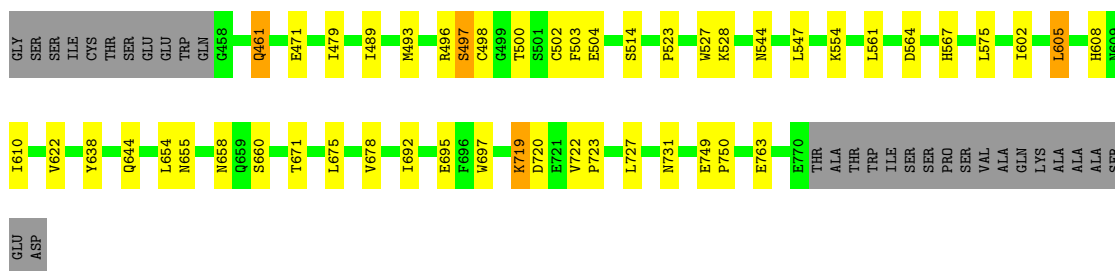 GLY SER SER ILE CYS THR SER GLU GLU TRP GLN G458 Q461 E471 I479 I489 M493 R496 S497 C498 G499 T500 S501 C502 F503 E504 S514 P523 W527 K528 N544 L547 K554 L561 D564 H567 L575 I602 L605 H608 N609
I610 V622 Y638 Q644 L654 N655 N658 Q659 S660 T671 L675 V678 I692 E695 F696 W697 K719 D720 E721 V722 P723 L727 N731 E749 P750 E763 E770 THR ALA THR TRP ILE SER SER PRO SER VAL ALA GLN LYS ALA ALA ALA SER
GLU ASP